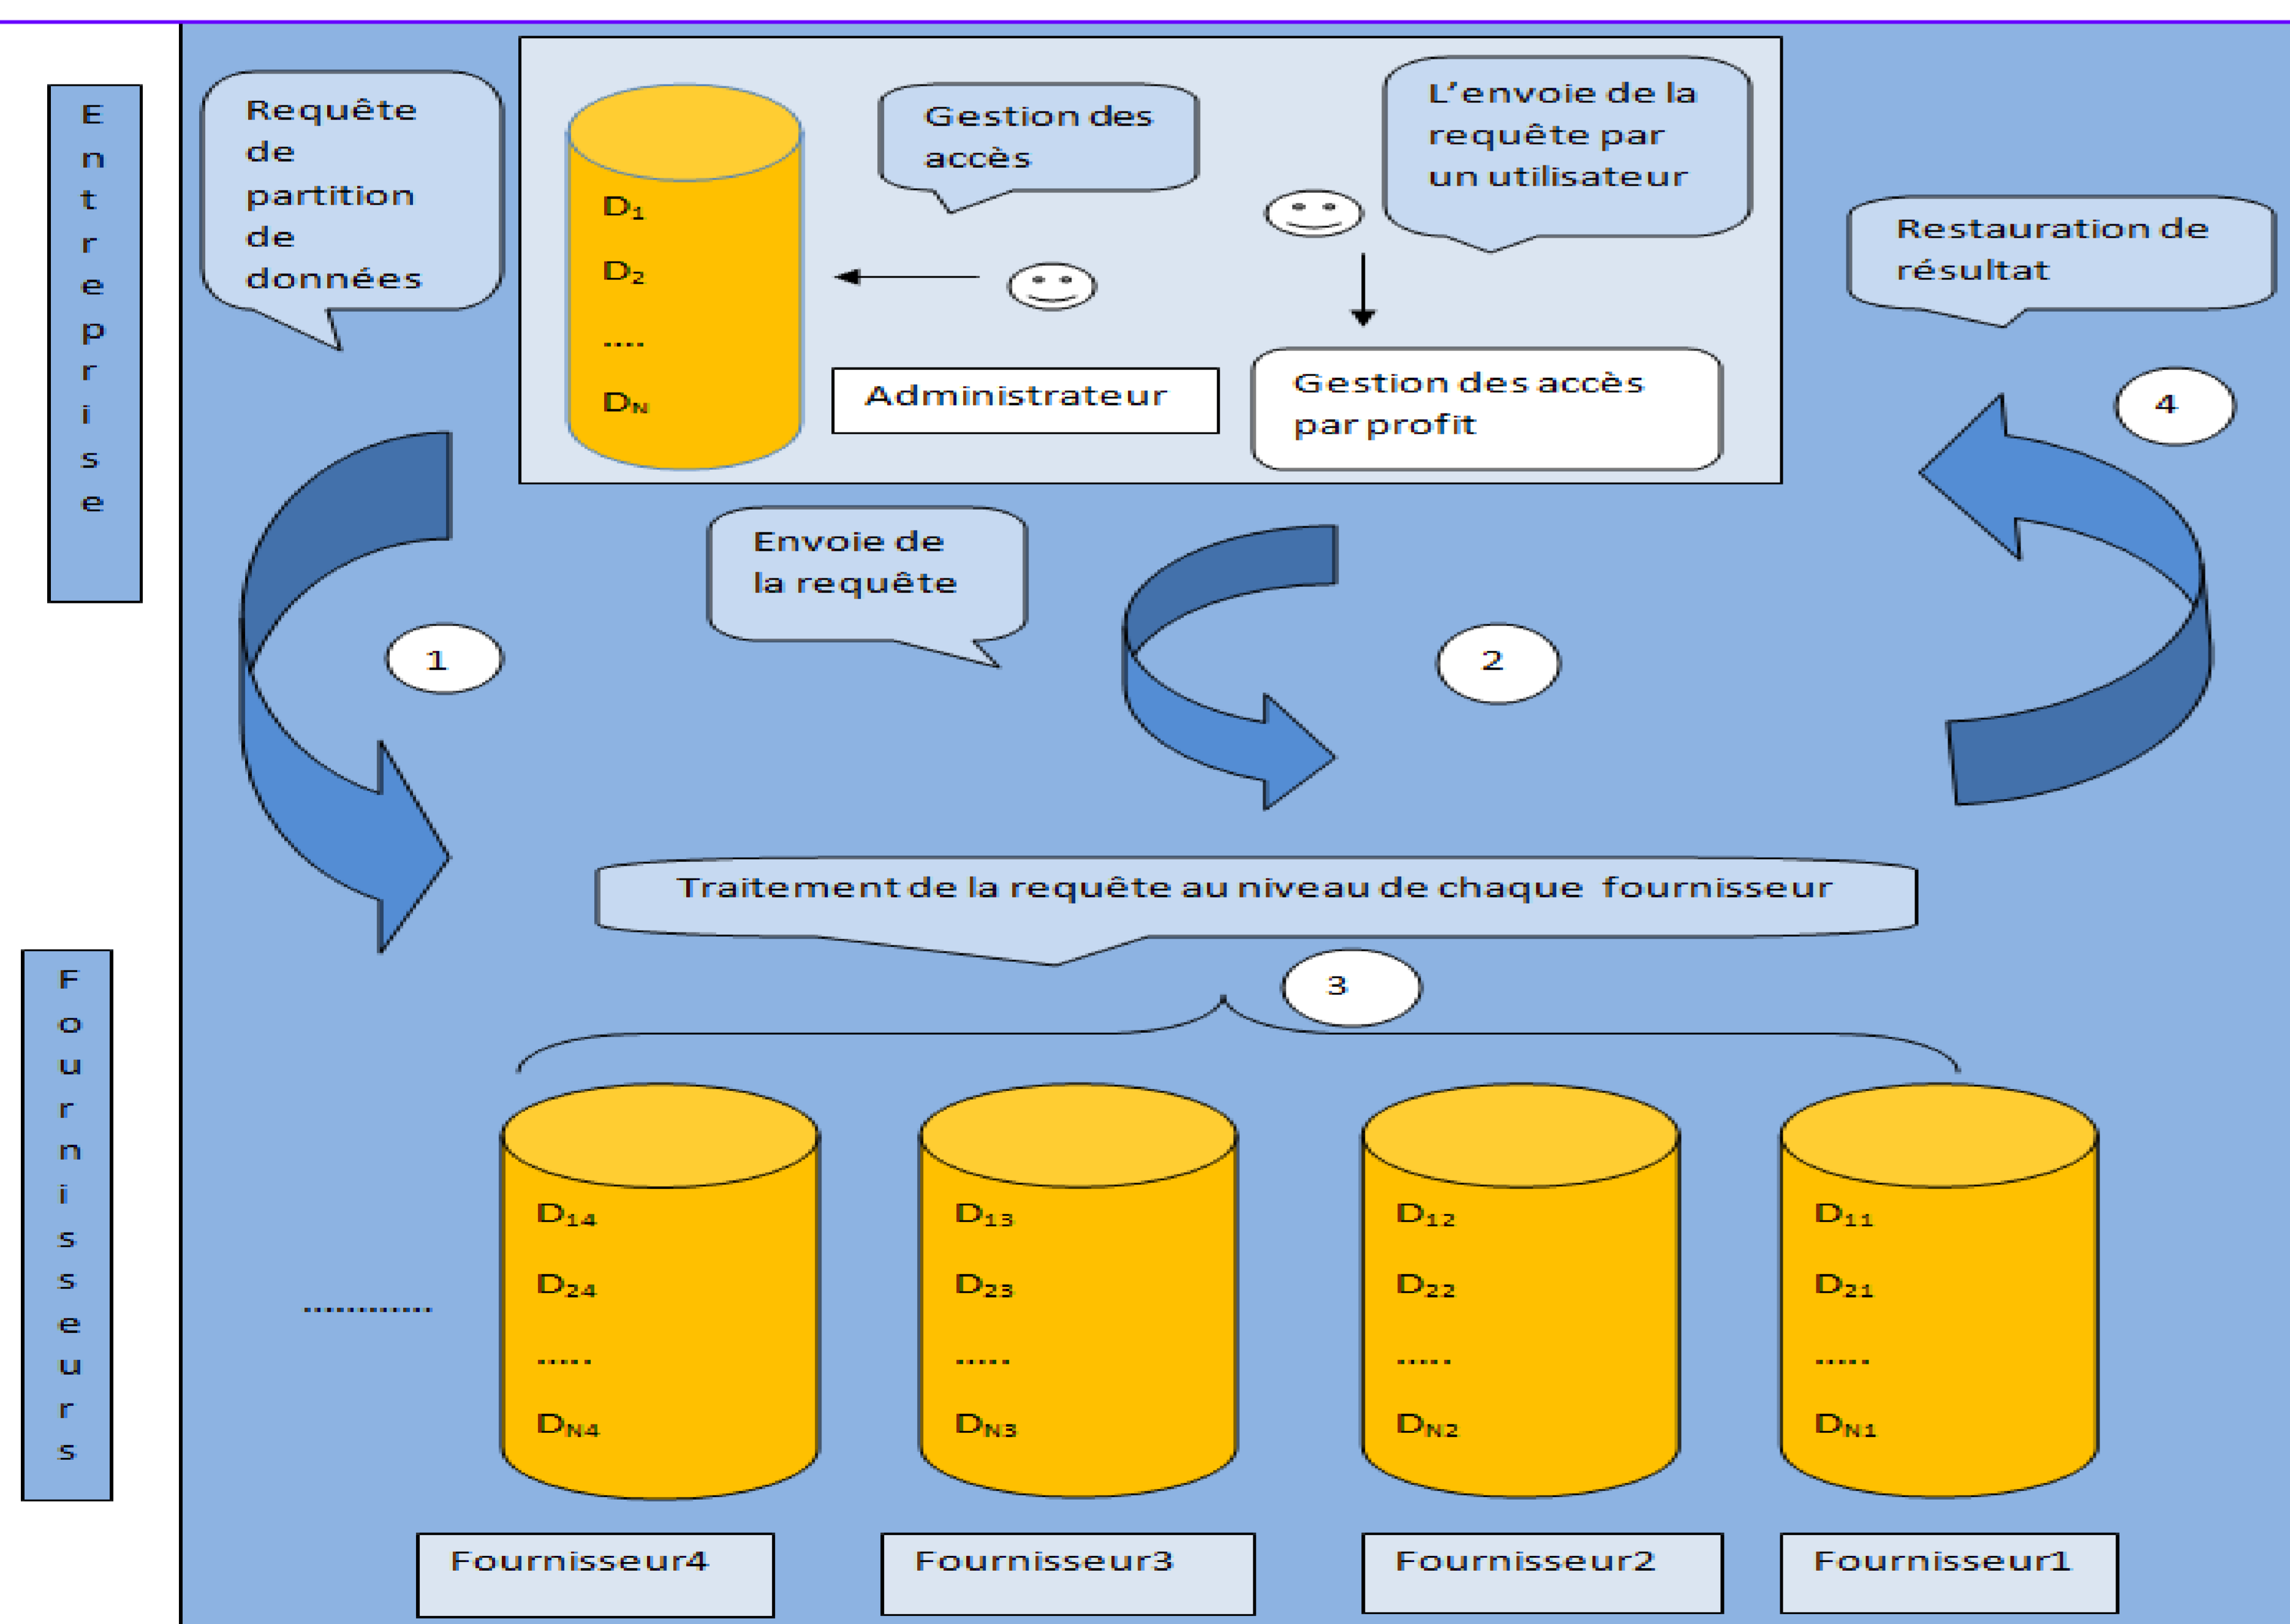 Entreprise
Requête
de
partition
de
données
D1
D2
....
DN
Gestion des
accès
Administrateur
L'envoie de la
requête par
un utilisateur
Gestion des accès
par profit
Restauration de
résultat
4
1
Envoie de
la requête
2
Traitement de la requête au niveau de chaque fournisseur
3
Fournisseurs
............
D14
D24
.....
DN4
D13
D23
.....
DN3
D12
D22
.....
DN2
D11
D21
.....
DN1
Fournisseur4
Fournisseur3
Fournisseur2
Fournisseur1